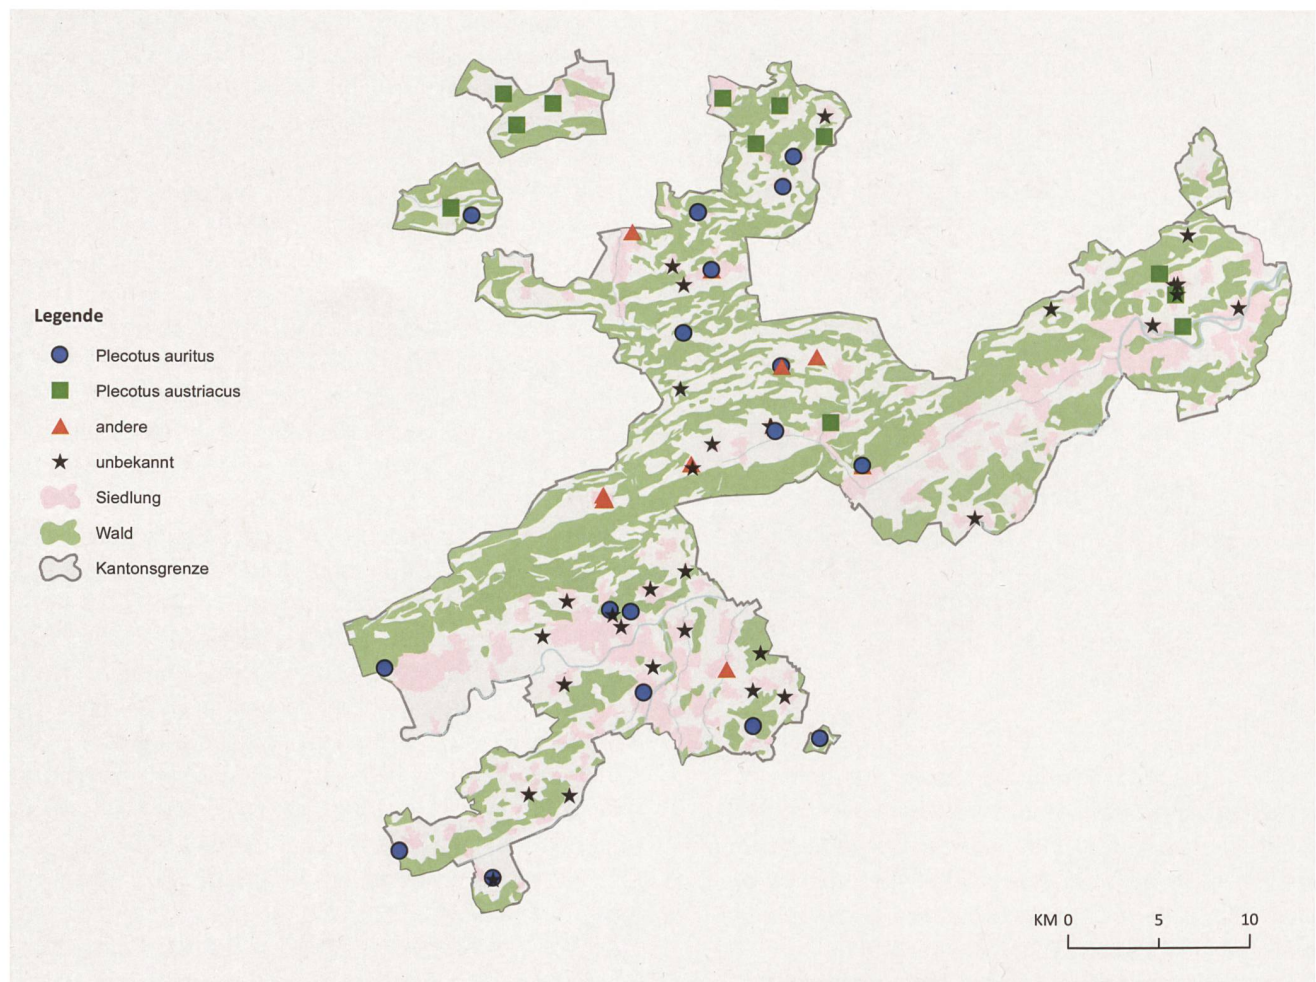 Legende
Plecotus auritus
Plecotus austriacus
andere
unbekannt
Siedlung
Wald
Kantonsgrenze
KM 0 5 10